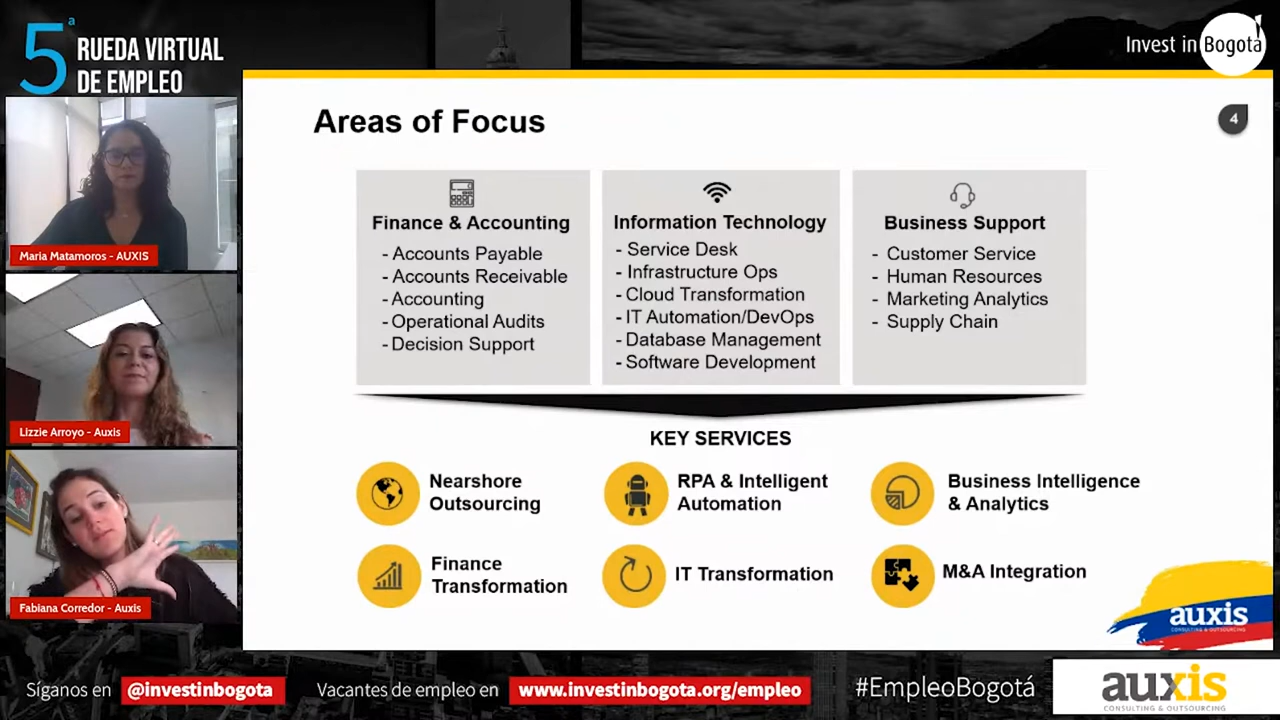 5ª RUEDA VIRTUAL
DE EMPLEO
Invest in Bogotá
Maria Matamoros - AUXIS
Lizzie Arroyo - Auxis
Fabiana Corredor - Auxis
Areas of Focus
4
Finance & Accounting
- Accounts Payable
- Accounts Receivable
- Accounting
- Operational Audits
- Decision Support
Information Technology
- Service Desk
- Infrastructure Ops
- Cloud Transformation
- IT Automation/DevOps
- Database Management
- Software Development
Business Support
- Customer Service
- Human Resources
- Marketing Analytics
- Supply Chain
KEY SERVICES
Nearshore
Outsourcing
RPA & Intelligent
Automation
Business Intelligence
& Analytics
Finance
Transformation
IT Transformation
M&A Integration
auxis
CONSULTING & OUTSOURCING
Síganos en @investinbogota
Vacantes de empleo en www.investinbogota.org/empleo
#EmpleoBogotá
auxis
CONSULTING & OUTSOURCING